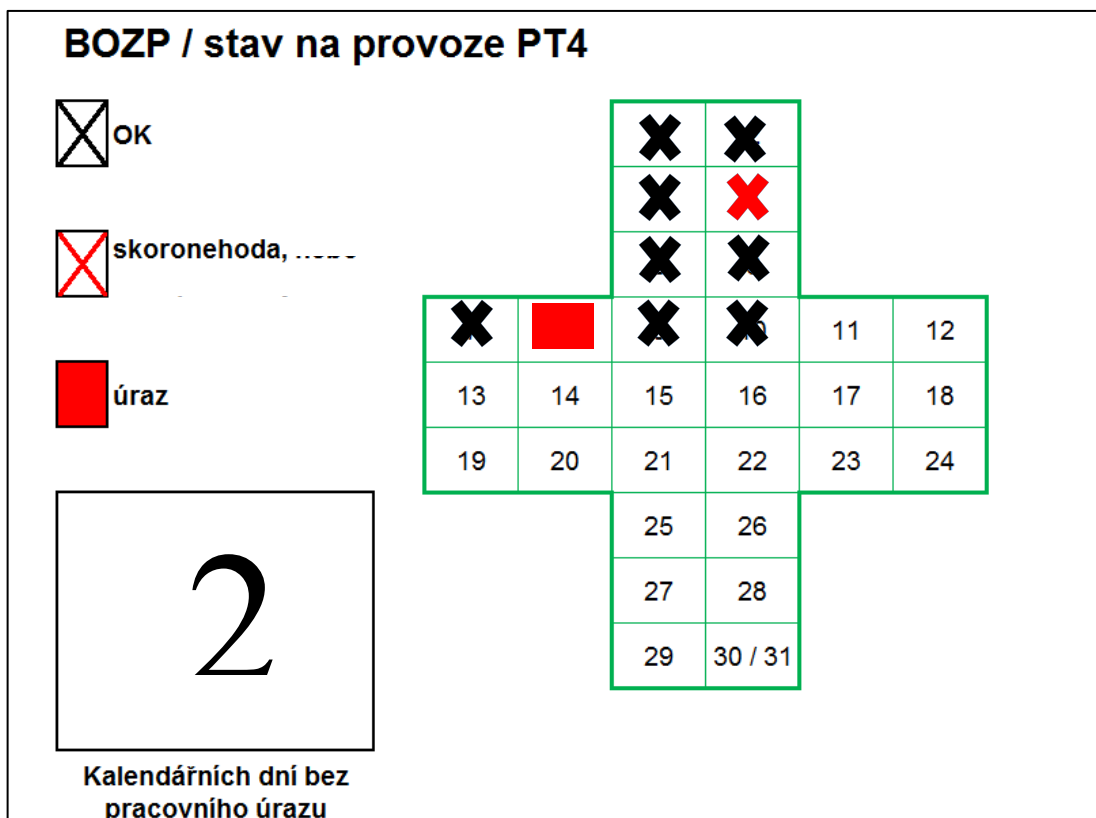 BOZP / stav na provoze PT4
OK
skoronehoda,
úraz
11 12
13 14 15 16 17 18
19 20 21 22 23 24
25 26
27 28
29 30 / 31
2
Kalendářních dní bez
pracovního úrazu